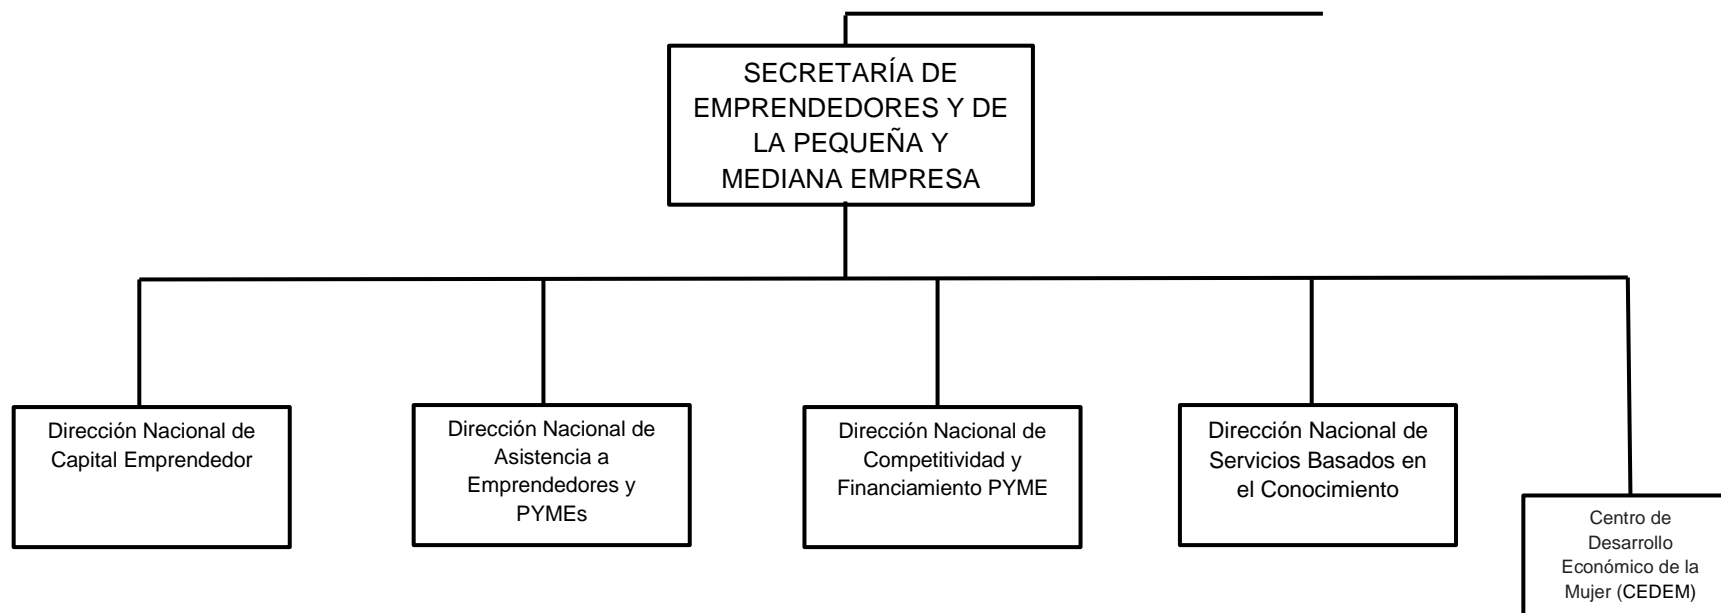 SECRETARÍA DE
EMPRENDEDORES Y DE
LA PEQUEÑA Y
MEDIANA EMPRESA
Dirección Nacional de
Capital Emprendedor
Dirección Nacional de
Asistencia a
Emprendedores y
PYMEs
Dirección Nacional de
Competitividad y
Financiamiento PYME
Dirección Nacional de
Servicios Basados en
el Conocimiento
Centro de
Desarrollo
Económico de la
Mujer (CEDEM)